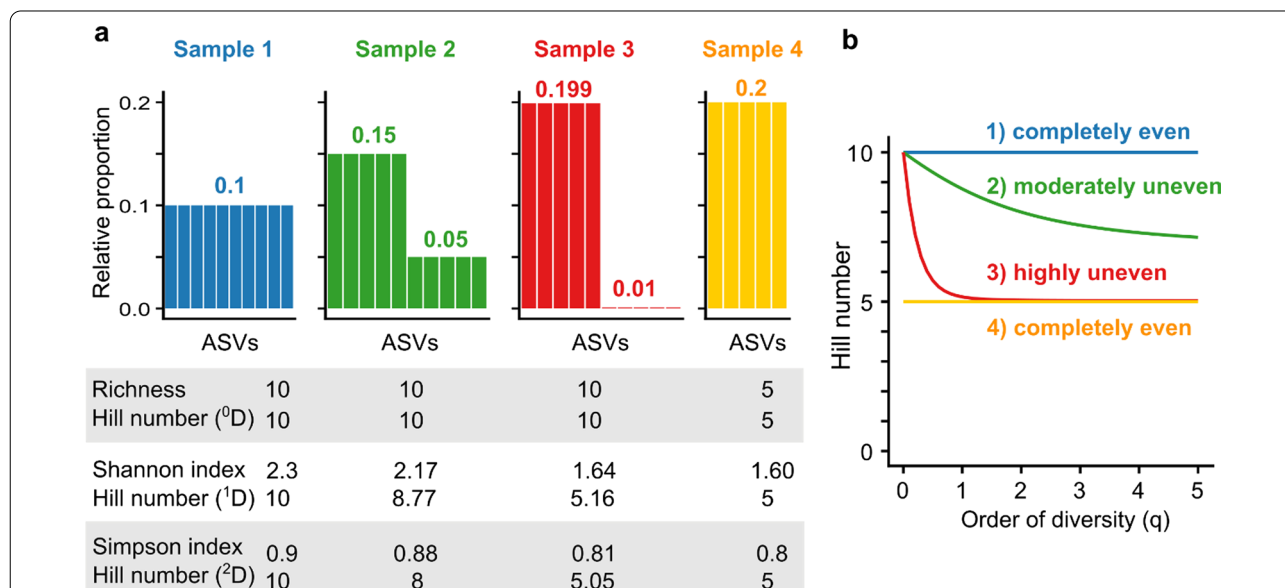 a
Sample 1 Sample 2 Sample 3 Sample 4
Relative proportion
0.2
0.1
0.0
0.1
0.15
0.05
0.199
0.01
0.2
ASVs ASVs ASVs ASVs
Richness 10 10 10 5
Hill number (⁰D) 10 10 10 5
Shannon index 2.3 2.17 1.64 1.60
Hill number (¹D) 10 8.77 5.16 5
Simpson index 0.9 0.88 0.81 0.8
Hill number (²D) 10 8 5.05 5
b
Hill number
10
5
0
1) completely even
2) moderately uneven
3) highly uneven
4) completely even
0 1 2 3 4 5
Order of diversity (q)